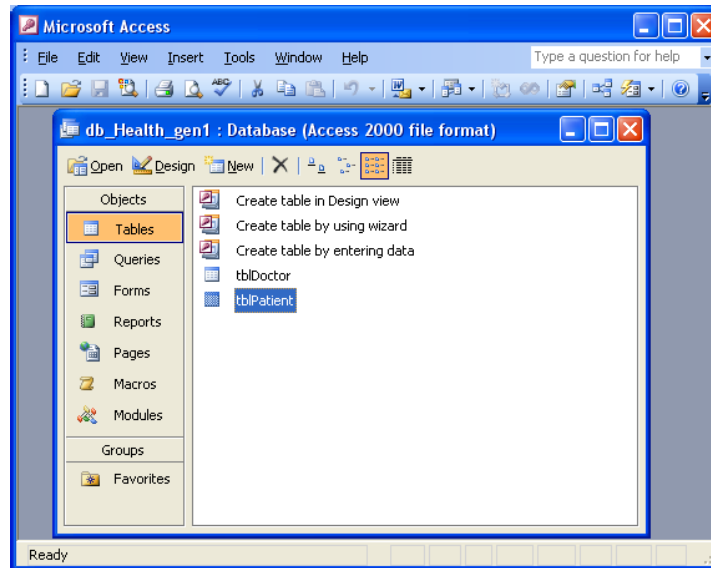 Microsoft Access
File Edit View Insert Tools Window Help Type a question for help
ABC
db_Health_gen1 : Database (Access 2000 file format)
Open Design New
Objects
Tables
Queries
Forms
Reports
Pages
Macros
Modules
Groups
Favorites
Create table in Design view
Create table by using wizard
Create table by entering data
tblDoctor
tblPatient
Ready